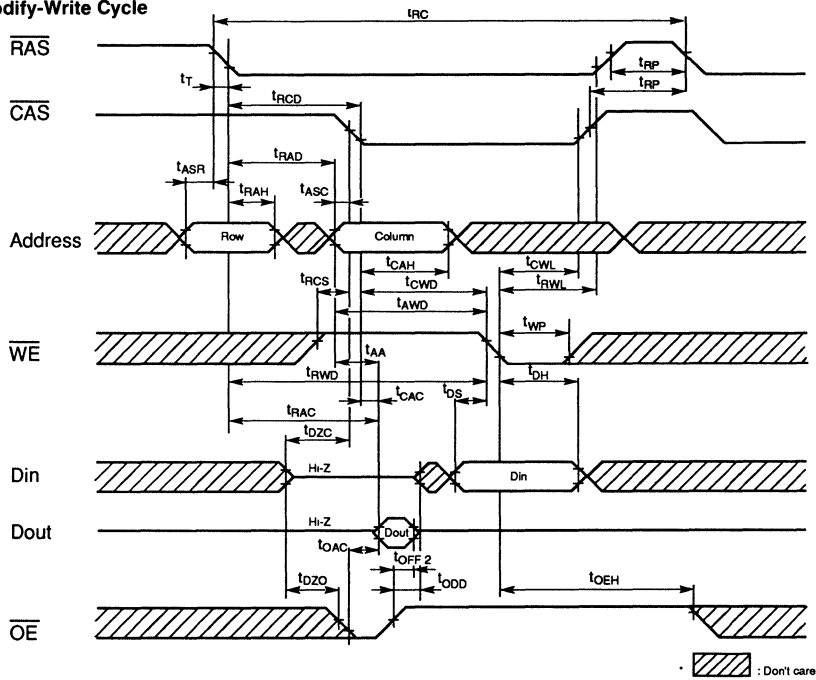 odify-Write Cycle
tRC
RAS
tRP
tT
tRP
tRCD
CAS
tRAD
tASR
tRAH
tASC
Address
Row
Column
tCAH
tCWL
tRCS
tCWD
tRWL
tAWD
tWP
WE
tAA
tRWD
tDH
tCAC
tDS
tRAC
tDZC
Din
Hi-Z
Din
Dout
Hi-Z
Dout
tOAC
tOFF 2
tDZO
tODD
tOEH
OE
: Don't care